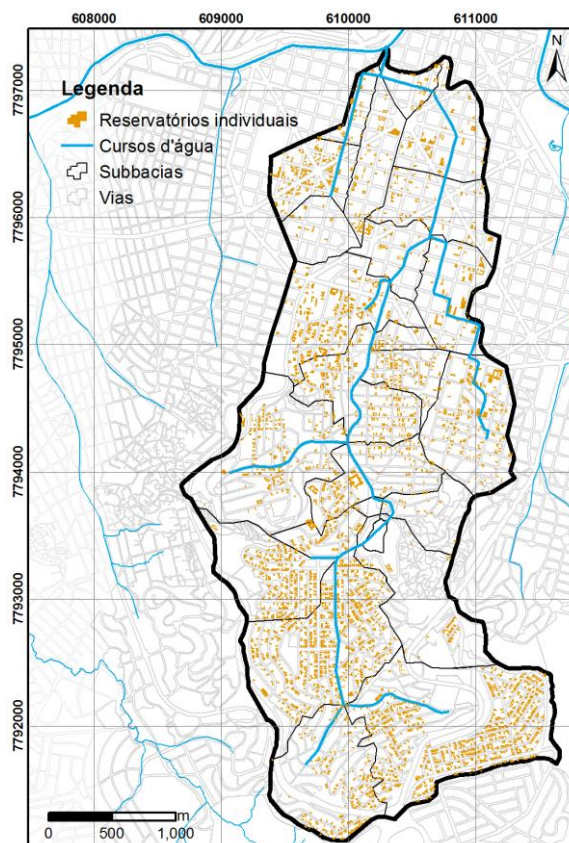 608000 609000 610000 611000
7797000
7796000
7795000
7794000
7793000
7792000
N
Legenda
Reservatórios individuais
Cursos d'água
Subbacias
Vias
0 500 1,000 m